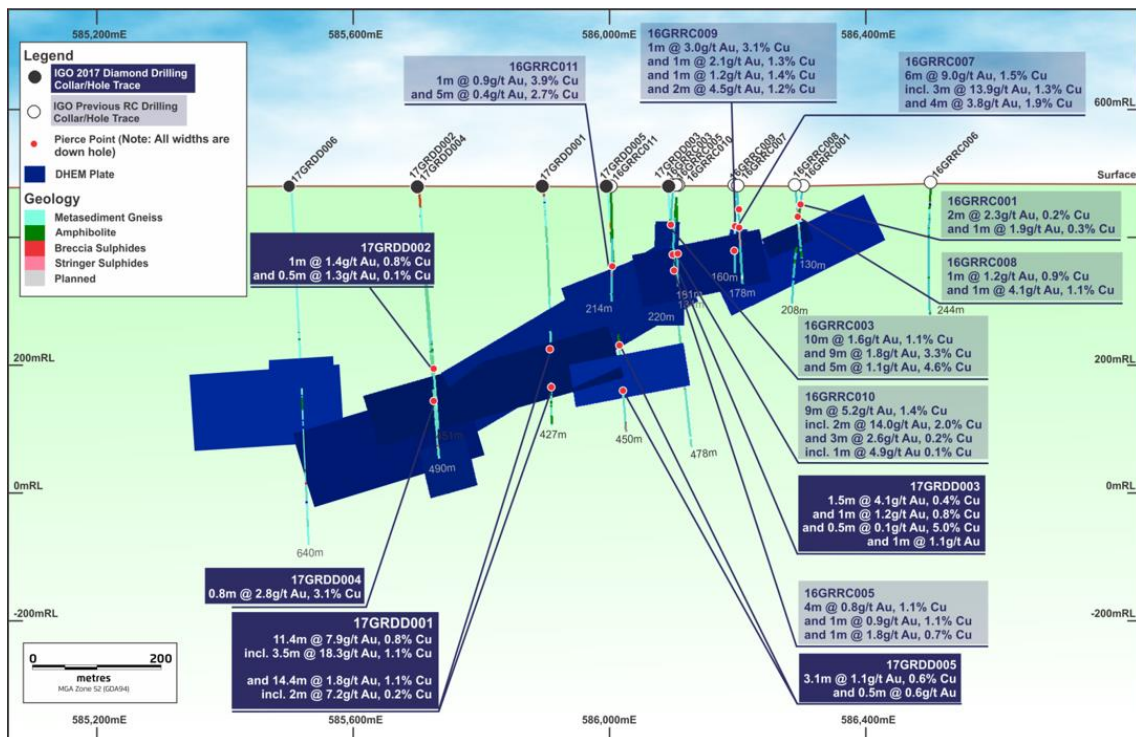 585,200mE
585,600mE
586,000mE
586,400mE
Legend
IGO 2017 Diamond Drilling
Collar/Hole Trace
IGO Previous RC Drilling
Collar/Hole Trace
Pierce Point (Note: All widths are
down hole)
DHEM Plate
Geology
Metasediment Gneiss
Amphibolite
Breccia Sulphides
Stringer Sulphides
Planned
16GRRC011
1m @ 0.9g/t Au, 3.9% Cu
and 5m @ 0.4g/t Au, 2.7% Cu
16GRRC009
1m @ 3.0g/t Au, 3.1% Cu
and 1m @ 2.1g/t Au, 1.3% Cu
and 1m @ 1.2g/t Au, 1.4% Cu
and 2m @ 4.5g/t Au, 1.2% Cu
16GRRC007
6m @ 9.0g/t Au, 1.5% Cu
incl. 3m @ 13.9g/t Au, 1.3% Cu
and 4m @ 3.8g/t Au, 1.9% Cu
600mRL
17GRDD006
17GRDD002
17GRDD004
17GRDD001
17GRDD005
16GRRC011
17GRDD003
16GRRC003
16GRRC005
16GRRC010
16GRRC009
16GRRC007
16GRRC008
16GRRC001
16GRRC006
Surface
16GRRC001
2m @ 2.3g/t Au, 0.2% Cu
and 1m @ 1.9g/t Au, 0.3% Cu
17GRDD002
1m @ 1.4g/t Au, 0.8% Cu
and 0.5m @ 1.3g/t Au, 0.1% Cu
16GRRC008
1m @ 1.2g/t Au, 0.9% Cu
and 1m @ 4.1g/t Au, 1.1% Cu
130m
160m
178m
181m
208m
214m
220m
244m
16GRRC003
10m @ 1.6g/t Au, 1.1% Cu
and 9m @ 1.8g/t Au, 3.3% Cu
and 5m @ 1.1g/t Au, 4.6% Cu
200mRL
200mRL
16GRRC010
9m @ 5.2g/t Au, 1.4% Cu
incl. 2m @ 14.0g/t Au, 2.0% Cu
and 3m @ 2.6g/t Au, 0.2% Cu
incl. 1m @ 4.9g/t Au 0.1% Cu
451m
490m
427m
450m
478m
0mRL
0mRL
17GRDD003
1.5m @ 4.1g/t Au, 0.4% Cu
and 1m @ 1.2g/t Au, 0.8% Cu
and 0.5m @ 0.1g/t Au, 5.0% Cu
and 1m @ 1.1g/t Au
640m
17GRDD004
0.8m @ 2.8g/t Au, 3.1% Cu
16GRRC005
4m @ 0.8g/t Au, 1.1% Cu
and 1m @ 0.9g/t Au, 1.1% Cu
and 1m @ 1.8g/t Au, 0.7% Cu
-200mRL
-200mRL
17GRDD001
11.4m @ 7.9g/t Au, 0.8% Cu
incl. 3.5m @ 18.3g/t Au, 1.1% Cu
and 14.4m @ 1.8g/t Au, 1.1% Cu
incl. 2m @ 7.2g/t Au, 0.2% Cu
17GRDD005
3.1m @ 1.1g/t Au, 0.6% Cu
and 0.5m @ 0.6g/t Au
0 200
metres
MGA Zone 52 (GDA94)
585,200mE
585,600mE
586,000mE
586,400mE